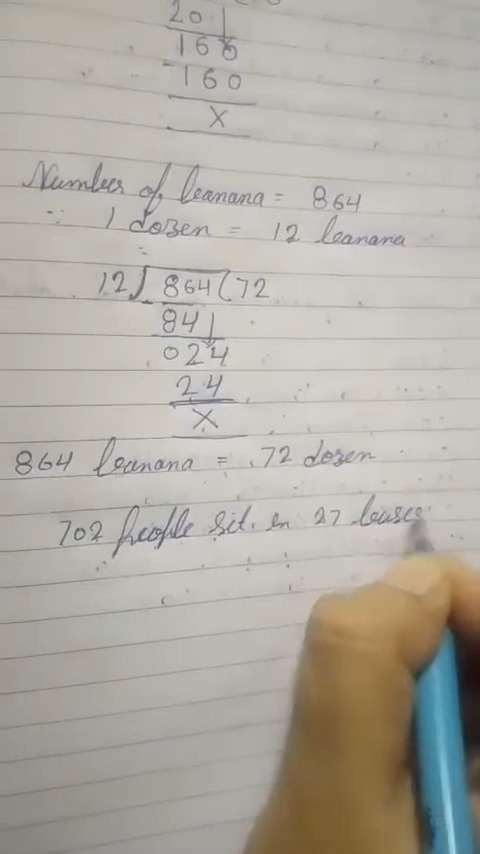 20
166
-160
X
Number of banana = 864
∵ 1 dozen = 12 banana
12) 864 (72
84↓
024
24
X
864 banana = 72 dozen
702 people sit in 27 buses